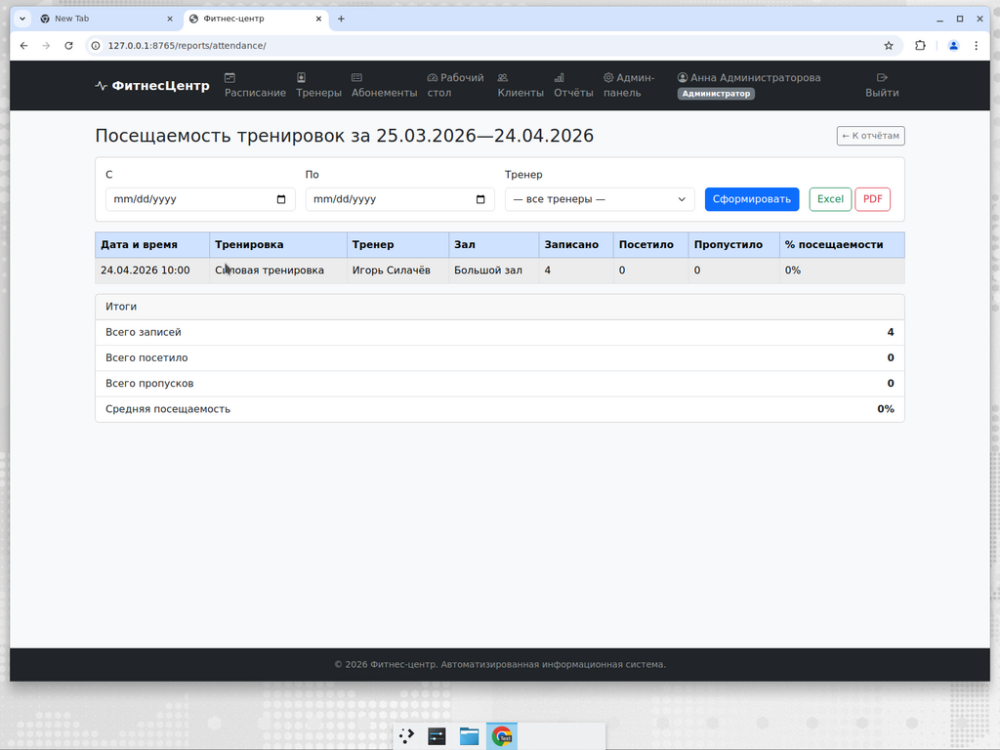 New Tab
Фитнес-центр
127.0.0.1:8765/reports/attendance/
ФитнесЦентр
Расписание
Тренеры
Абонементы
Рабочий стол
Клиенты
Отчёты
Админ-панель
Анна Администраторова
Администратор
Выйти
Посещаемость тренировок за 25.03.2026—24.04.2026
← К отчётам
С
По
Тренер
mm/dd/yyyy
mm/dd/yyyy
— все тренеры —
Сформировать
Excel
PDF
Дата и время Тренировка Тренер Зал Записано Посетило Пропустило % посещаемости
24.04.2026 10:00 Силовая тренировка Игорь Силачёв Большой зал 4 0 0 0%
Итоги
Всего записей 4
Всего посетило 0
Всего пропусков 0
Средняя посещаемость 0%
© 2026 Фитнес-центр. Автоматизированная информационная система.
Test